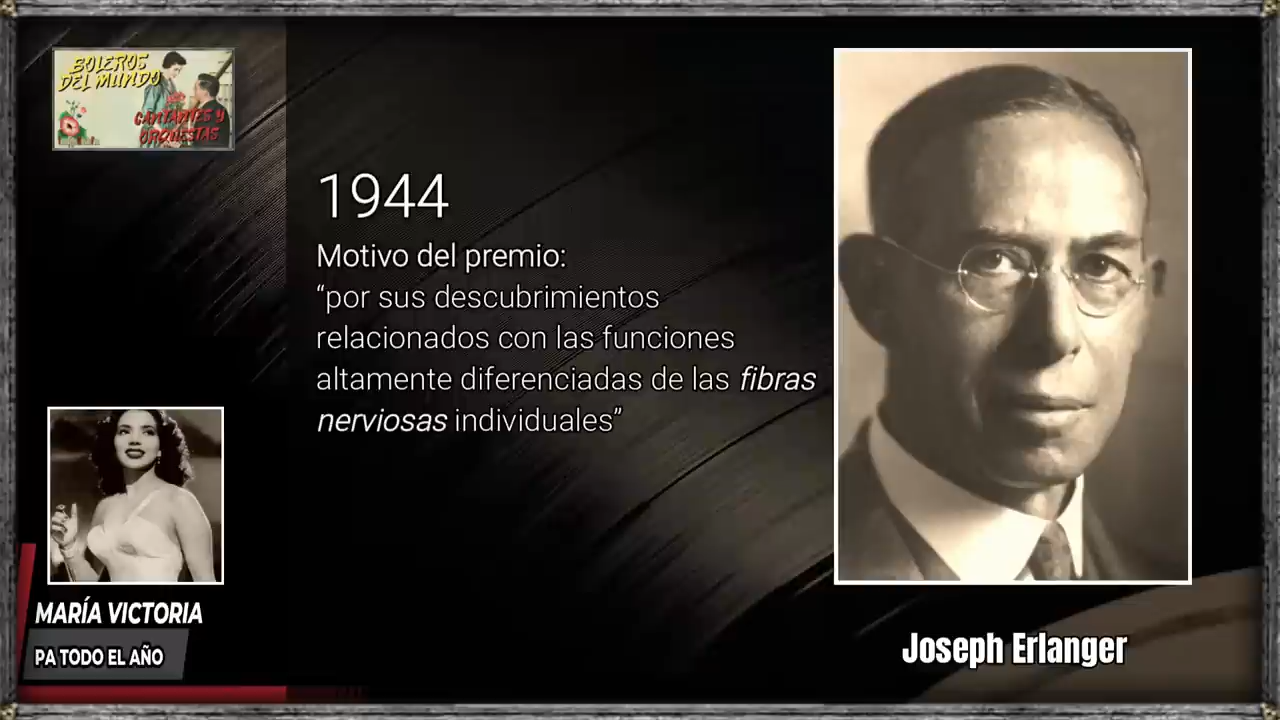 BOLEROS
DEL MUNDO
CANTANTES Y
ORQUESTAS
1944
Motivo del premio:
“por sus descubrimientos
relacionados con las funciones
altamente diferenciadas de las fibras
nerviosas individuales”
MARÍA VICTORIA
PA TODO EL AÑO
Joseph Erlanger